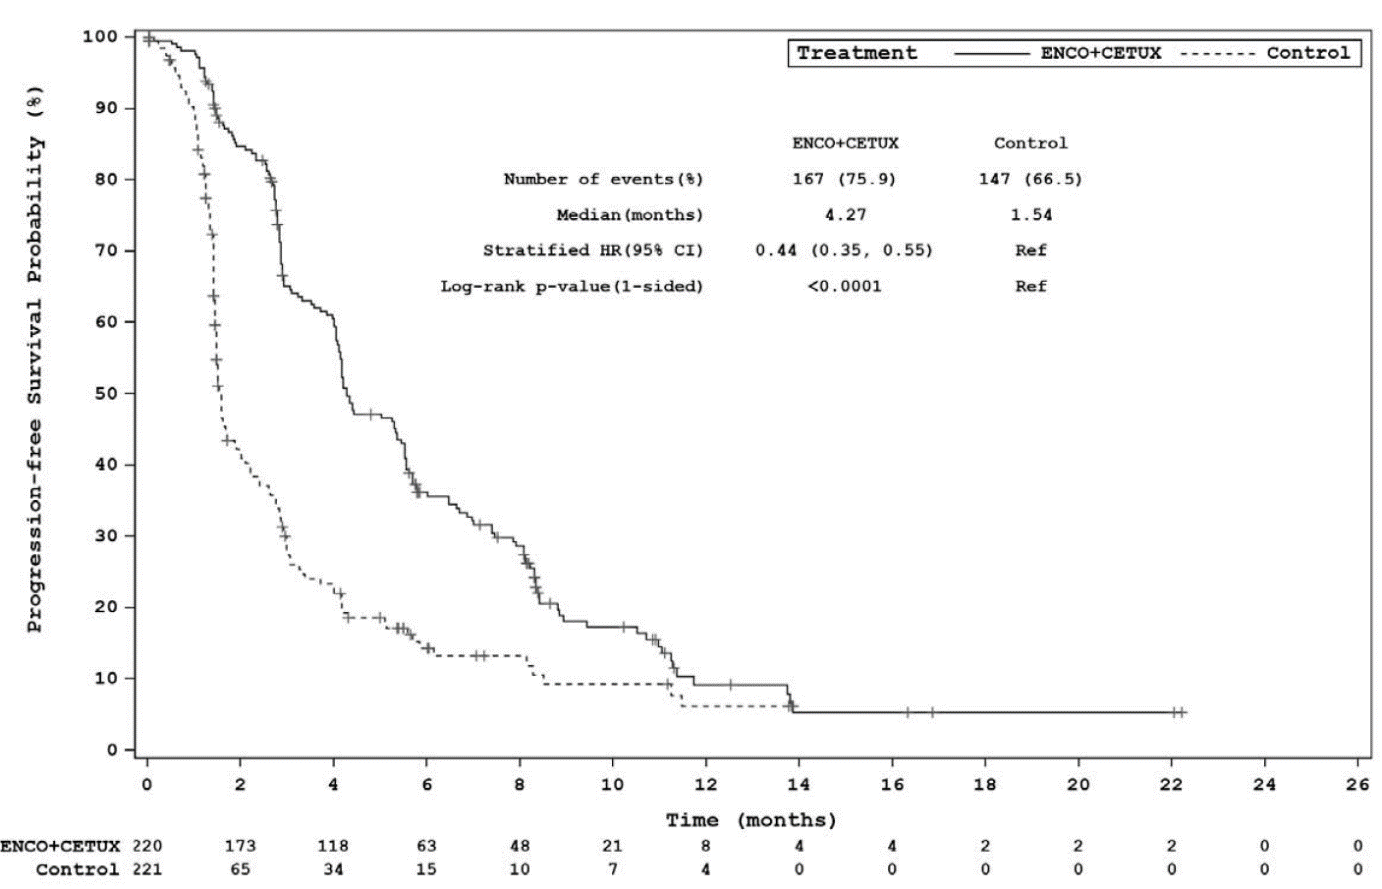 Treatment ENCO+CETUX Control
ENCO+CETUX Control
Number of events(%) 167 (75.9) 147 (66.5)
Median(months) 4.27 1.54
Stratified HR(95% CI) 0.44 (0.35, 0.55) Ref
Log-rank p-value(1-sided) <0.0001 Ref
Progression-free Survival Probability (%)
100
90
80
70
60
50
40
30
20
10
0
0 2 4 6 8 10 12 14 16 18 20 22 24 26
Time (months)
ENCO+CETUX 220 173 118 63 48 21 8 4 4 2 2 2 0 0
Control 221 65 34 15 10 7 4 0 0 0 0 0 0 0